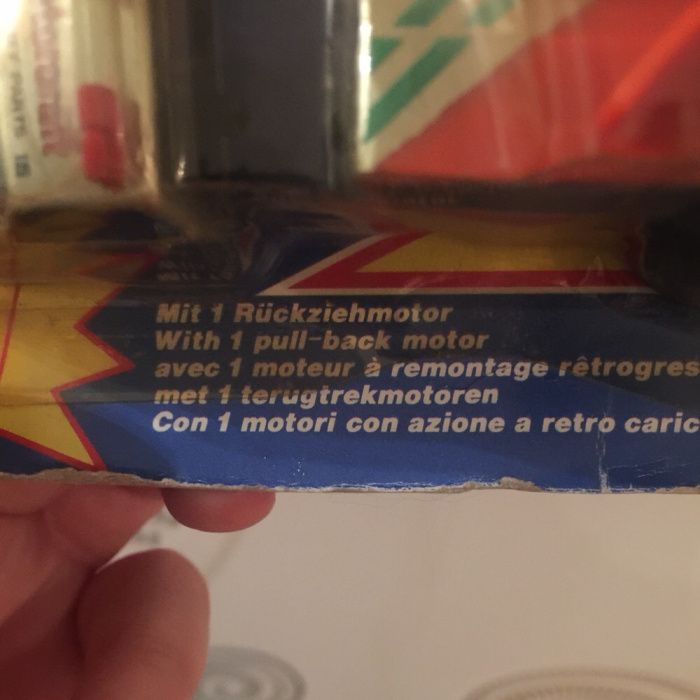 Mit 1 Rückziehmotor
With 1 pull-back motor
avec 1 moteur à remontage rêtrogres
met 1 terugtrekmotoren
Con 1 motori con azione a retro caric